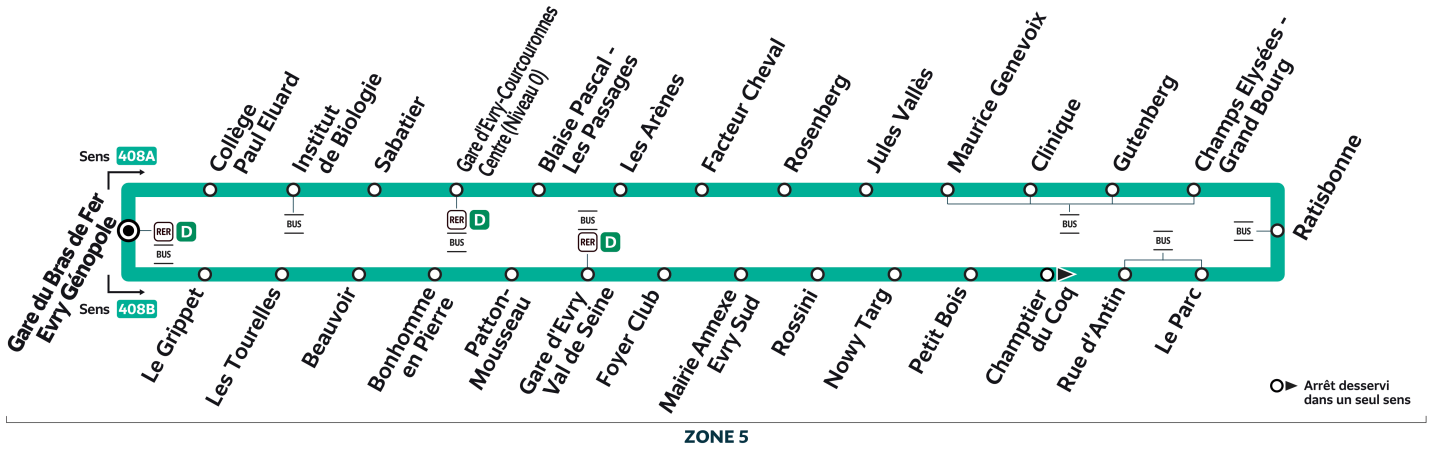 Collège
Paul Eluard
Institut
de Biologie
Sabatier
Gare d'Evry-Courcouronnes
Centre (Niveau 0)
Blaise Pascal -
Les Passages
Les Arènes
Facteur Cheval
Rosenberg
Jules Vallès
Maurice Genevoix
Clinique
Gutenberg
Champs Elysées -
Grand Bourg
Ratisbonne
Sens 408A
Gare du Bras de Fer
Evry Génopole
RER D
BUS
BUS
RER D
BUS
BUS
RER D
BUS
BUS
BUS
Sens 408B
Le Grippet
Les Tourelles
Beauvoir
Bonhomme
en Pierre
Patton-
Mousseau
Gare d'Evry
Val de Seine
Foyer Club
Mairie Annexe
Evry Sud
Rossini
Nowy Targ
Petit Bois
Champtier
du Coq
Rue d'Antin
Le Parc
Arrêt desservi
dans un seul sens
ZONE 5